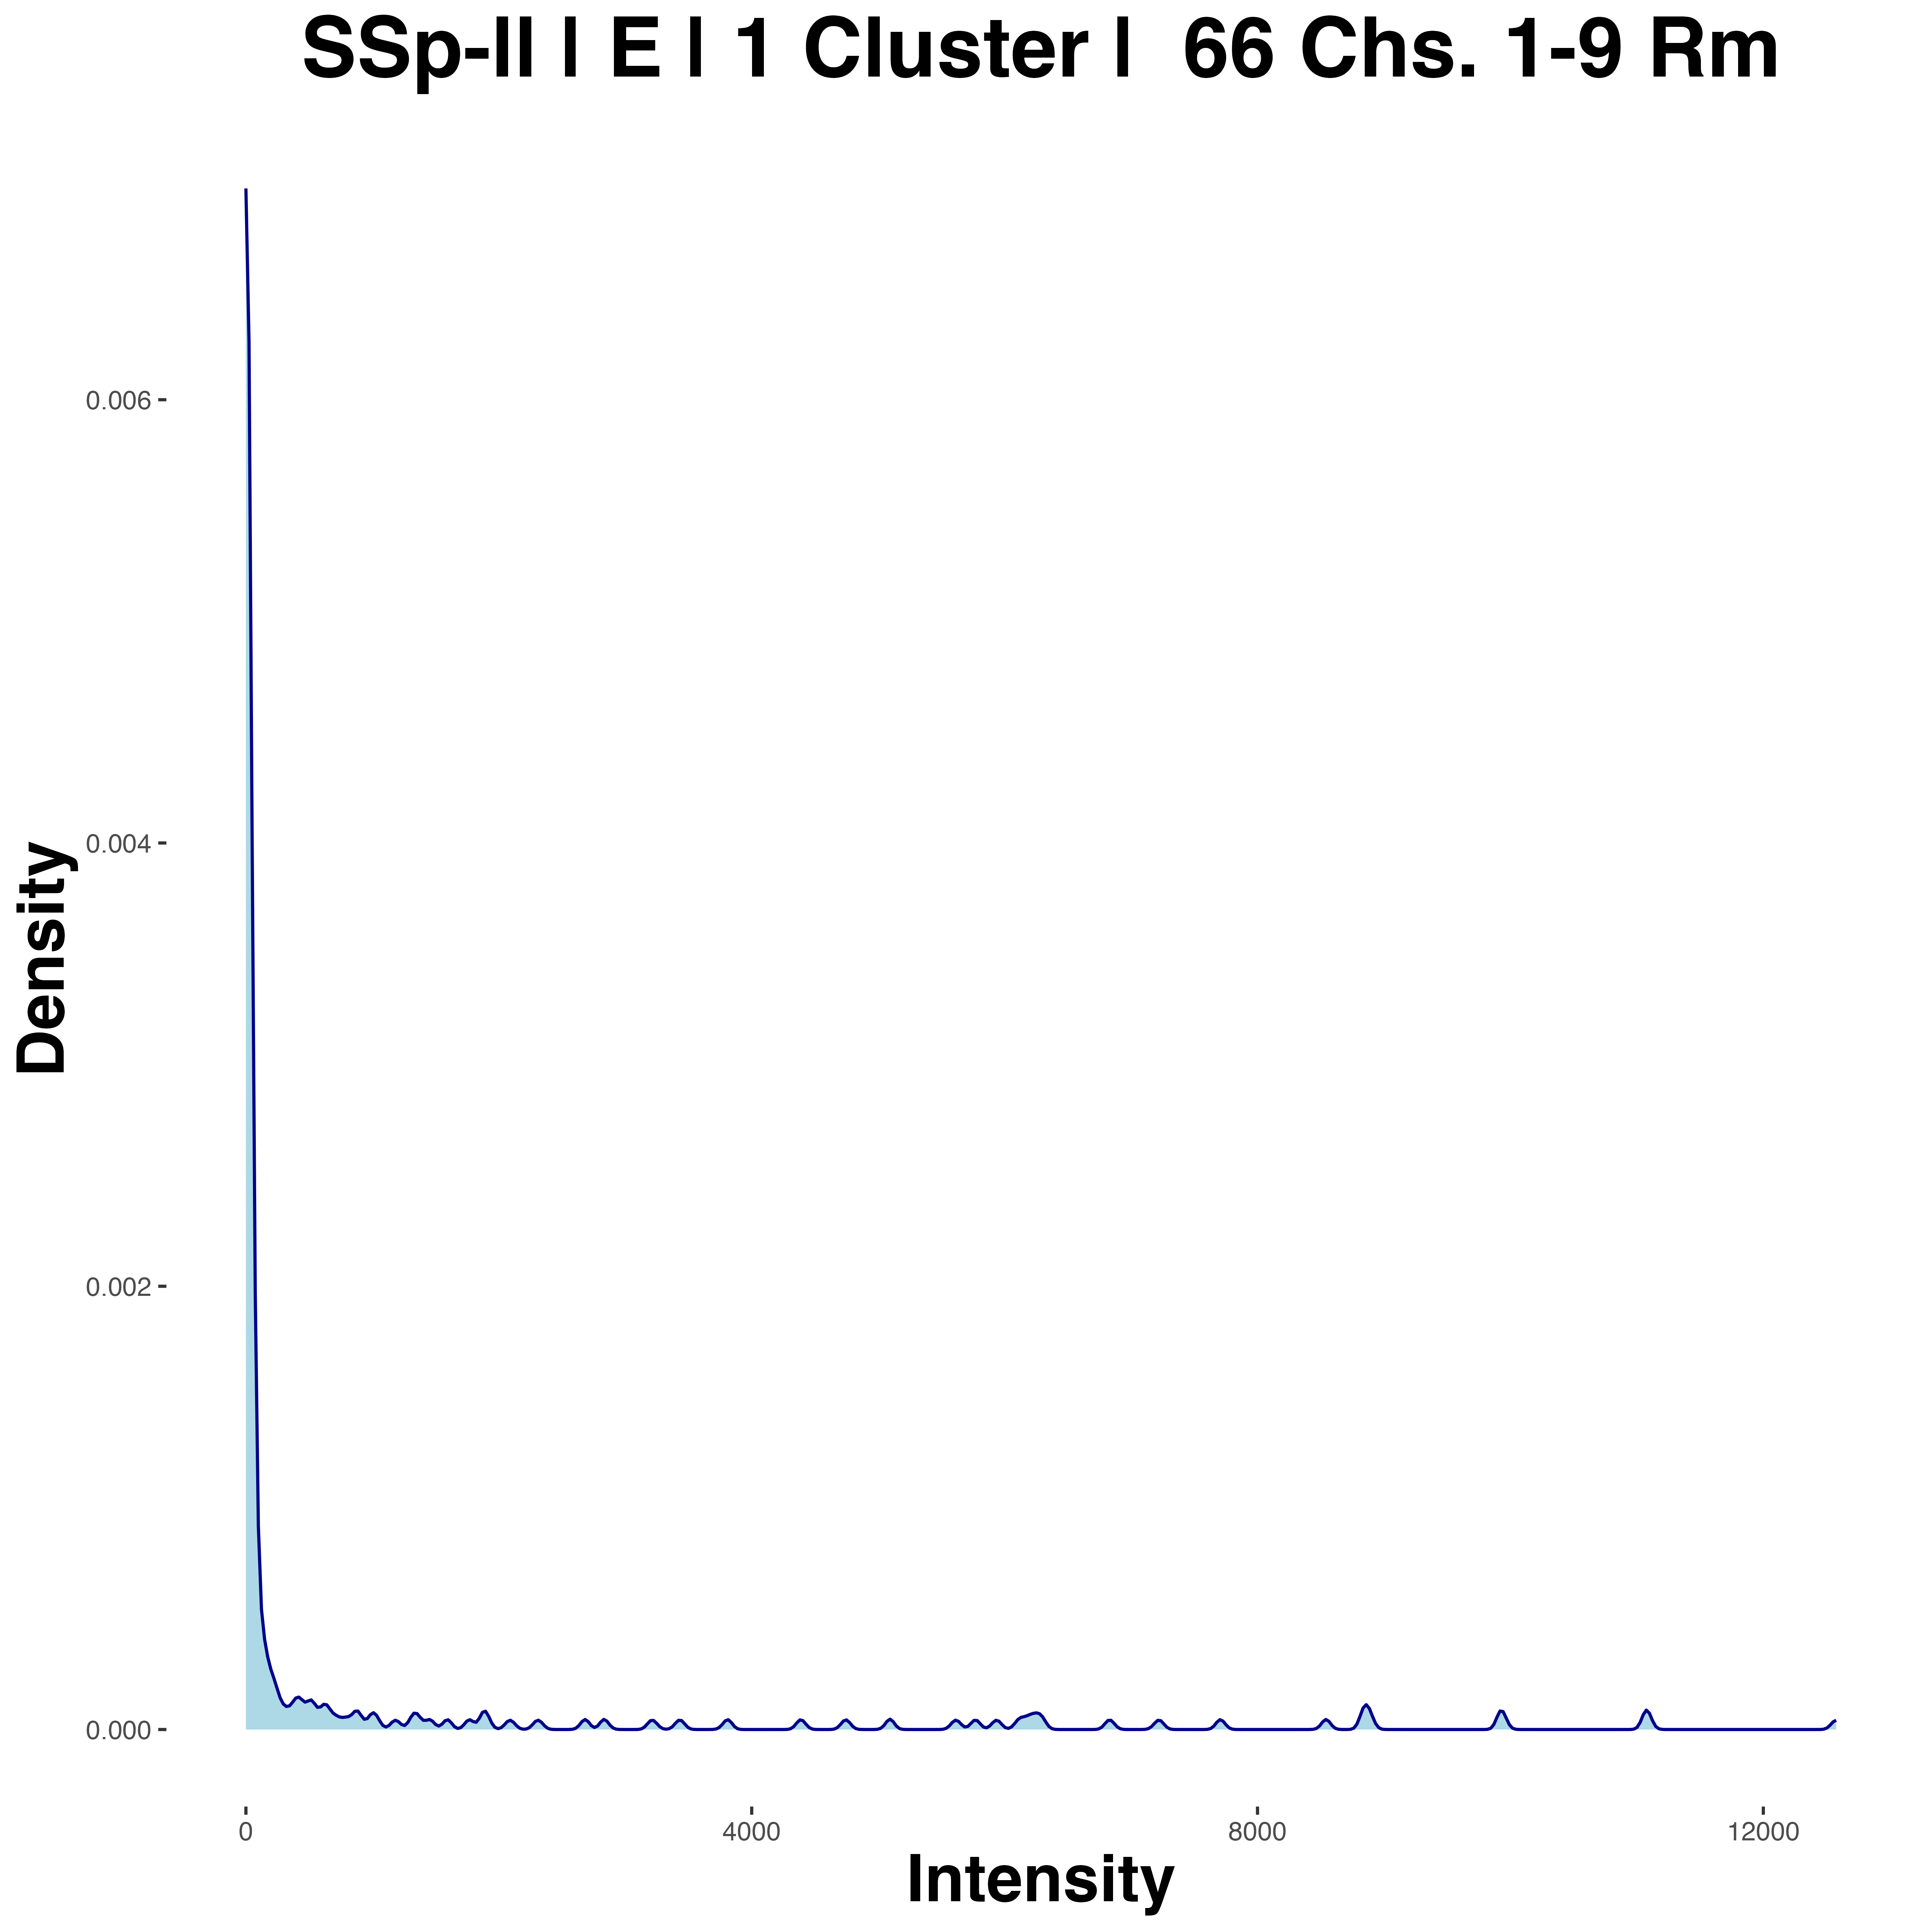 SSp-ll | E | 1 Cluster | 66 Chs. 1-9 Rm
0.006
0.004
0.002
0.000
Density
0 4000 8000 12000
Intensity